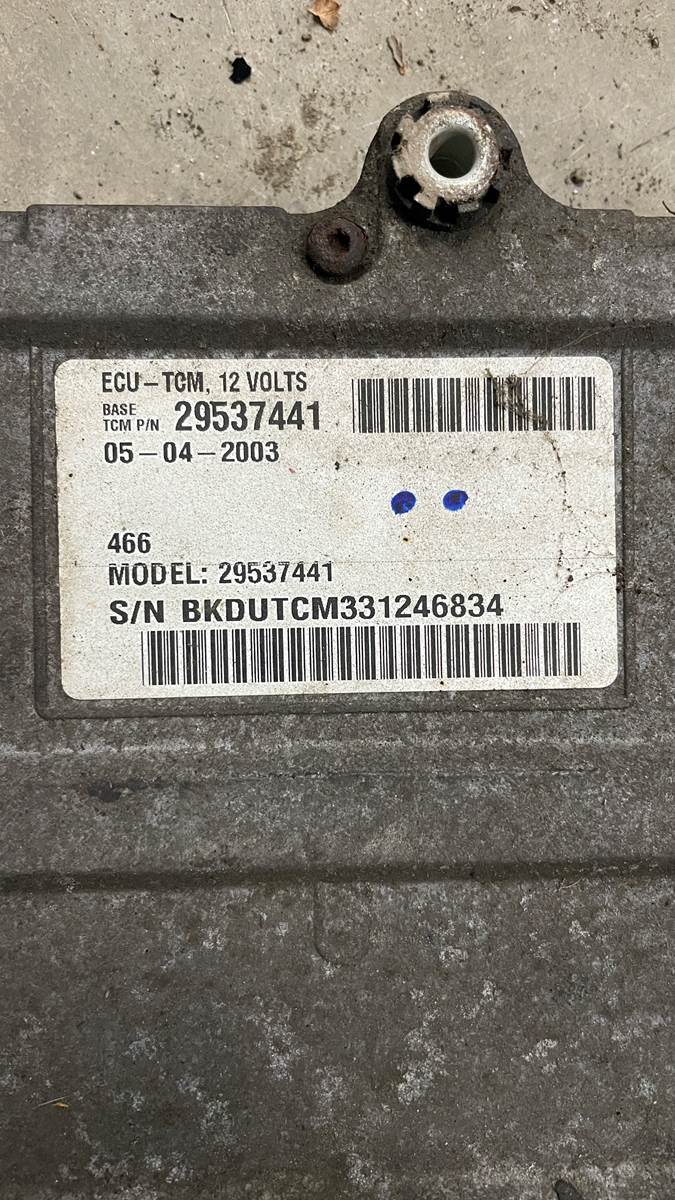 ECU-TCM, 12 VOLTS
BASE
TCM P/N 29537441
05-04-2003
466
MODEL: 29537441
S/N BKDUTCM331246834